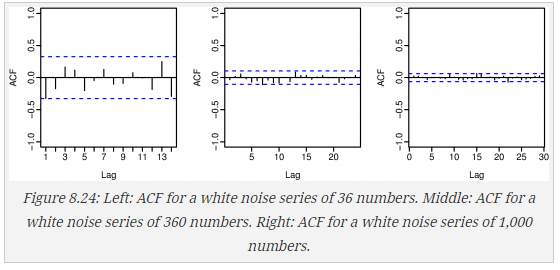 ACF
−1.0 −0.5 0.0 0.5 1.0
1 3 5 7 9 11 13
Lag
ACF
−1.0 −0.5 0.0 0.5 1.0
5 10 15 20
Lag
ACF
−1.0 −0.5 0.0 0.5 1.0
0 5 10 15 20 25 30
Lag
Figure 8.24: Left: ACF for a white noise series of 36 numbers. Middle: ACF for a
white noise series of 360 numbers. Right: ACF for a white noise series of 1,000
numbers.